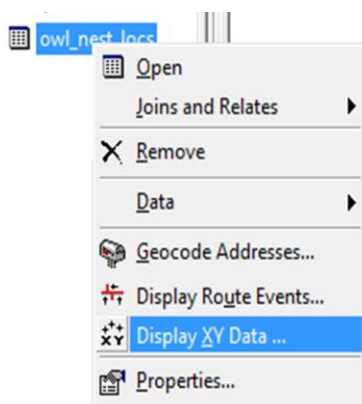 owl_nest_locs
Open
Joins and Relates
Remove
Data
Geocode Addresses...
Display Route Events...
Display XY Data ...
Properties...